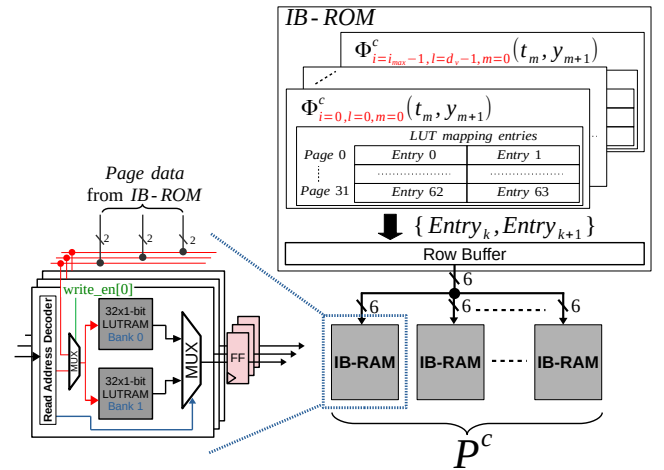 IB-ROM
Φ^c_{i=i_max−1, l=d_v−1, m=0}(t_m, y_{m+1})
Φ^c_{i=0, l=0, m=0}(t_m, y_{m+1})
LUT mapping entries
Page 0 Entry 0 Entry 1
Page 31 Entry 62 Entry 63
{Entry_k, Entry_{k+1}}
Row Buffer
6
6 6 6
IB-RAM IB-RAM IB-RAM
P^c
Page data
from IB-ROM
2 2 2
write_en[0]
Read Address Decoder
MUX
32x1-bit
LUTRAM
Bank 0
32x1-bit
LUTRAM
Bank 1
MUX
FF